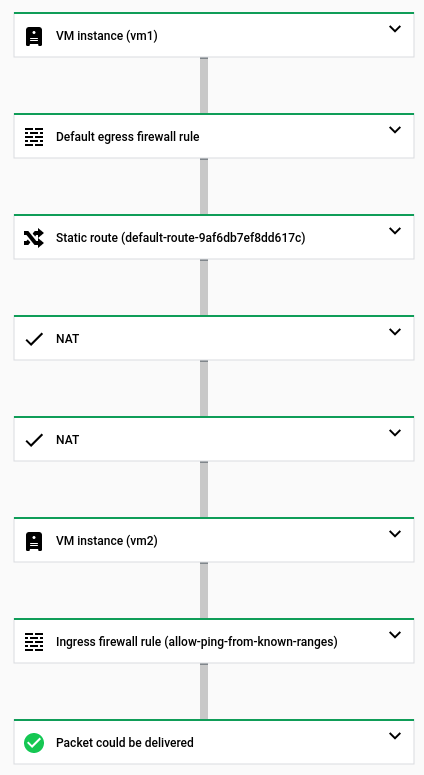 VM instance (vm1)
Default egress firewall rule
Static route (default-route-9af6db7ef8dd617c)
NAT
NAT
VM instance (vm2)
Ingress firewall rule (allow-ping-from-known-ranges)
Packet could be delivered